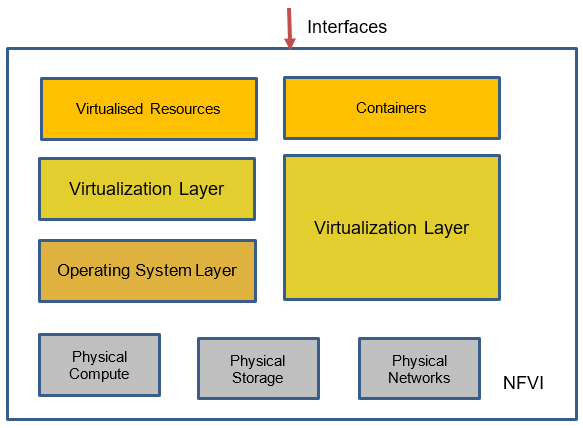 Interfaces
Virtualised Resources
Containers
Virtualization Layer
Virtualization Layer
Operating System Layer
Physical
Compute
Physical
Storage
Physical
Networks
NFVI